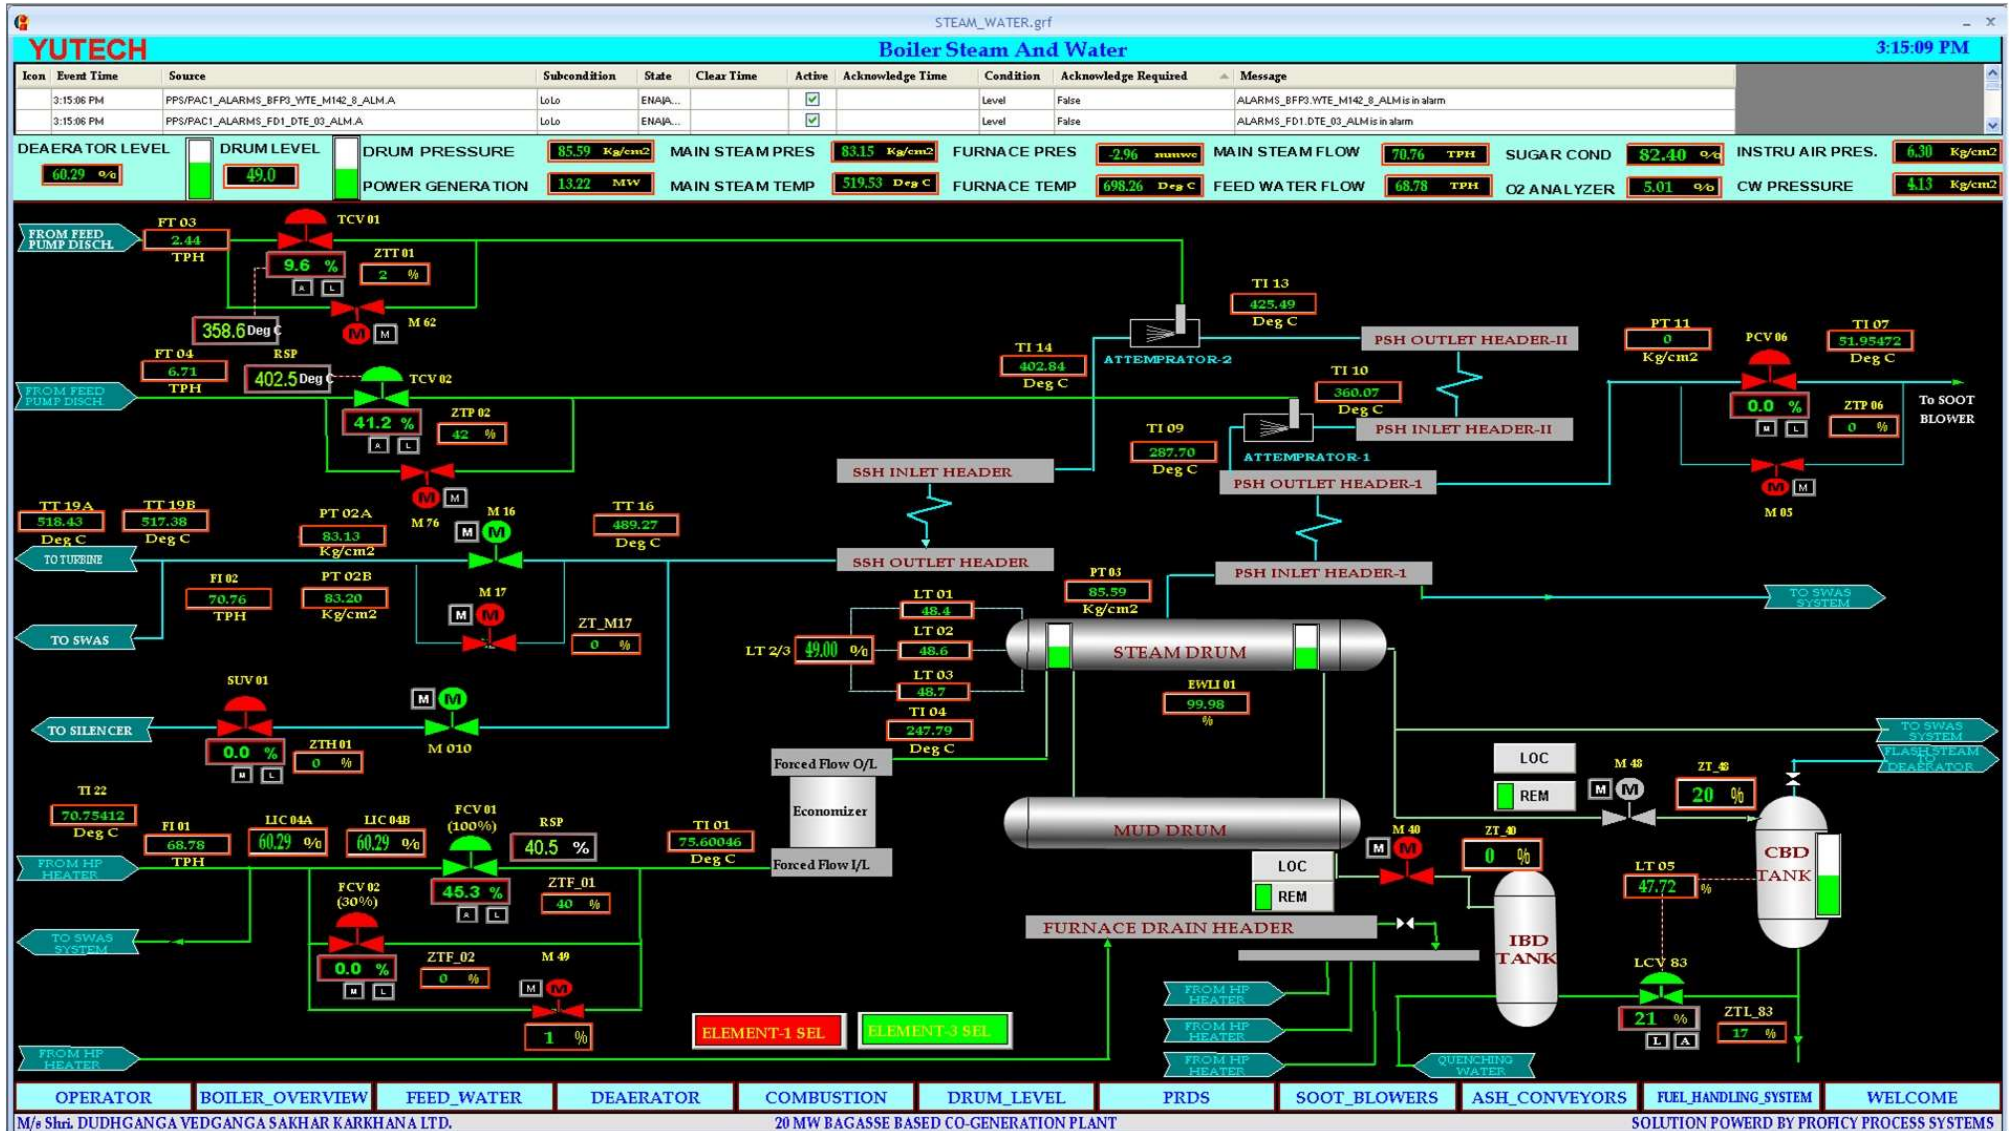 STEAM_WATER.grf
YUTECH
Boiler Steam And Water
3:15:09 PM
Icon Event Time Source Subcondition State Clear Time Active Acknowledge Time Condition Acknowledge Required Message
3:15:06 PM PPS/PAC1_ALARMS_BFP3_WTE_M142_8_ALM.A LoLo ENA|A... Level False ALARMS_BFP3.WTE_M142_8_ALM is in alarm
3:15:06 PM PPS/PAC1_ALARMS_FD1_DTE_03_ALM.A LoLo ENA|A... Level False ALARMS_FD1.DTE_03_ALM is in alarm
DEAERATOR LEVEL
60.29 %
DRUM LEVEL
49.0
DRUM PRESSURE 85.59 Kg/cm2
POWER GENERATION 13.22 MW
MAIN STEAM PRES 83.15 Kg/cm2
MAIN STEAM TEMP 519.53 Deg C
FURNACE PRES -2.96 mmwc
FURNACE TEMP 698.26 Deg C
MAIN STEAM FLOW 70.76 TPH
FEED WATER FLOW 68.78 TPH
SUGAR COND 82.40 %
O2 ANALYZER 5.01 %
INSTRU AIR PRES. 6.30 Kg/cm2
CW PRESSURE 4.13 Kg/cm2
FROM FEED
PUMP DISCH.
FT 03
2.44
TPH
TCV 01
9.6 %
A L
ZTT 01
2 %
358.6 Deg C
M
M
M 62
FROM FEED
PUMP DISCH.
FT 04
6.71
TPH
RSP
402.5 Deg C
TCV 02
41.2 %
A L
ZTP 02
42 %
M
M
M 76
TI 13
425.49
Deg C
TI 14
402.84
Deg C
ATTEMPRATOR-2
PSH OUTLET HEADER-II
TI 10
360.07
Deg C
PSH INLET HEADER-II
TI 09
287.70
Deg C
ATTEMPRATOR-1
PSH OUTLET HEADER-1
SSH INLET HEADER
SSH OUTLET HEADER
PSH INLET HEADER-1
PT 11
0
Kg/cm2
PCV 06
0.0 %
M L
TI 07
51.95472
Deg C
ZTP 06
0 %
To SOOT
BLOWER
M
M
M 05
TT 19A
518.43
Deg C
TT 19B
517.38
Deg C
TO TURBINE
PT 02A
83.13
Kg/cm2
M 16
M
M
TT 16
489.27
Deg C
FI 02
70.76
TPH
PT 02B
83.20
Kg/cm2
M 17
M
M
ZT_M17
0 %
TO SWAS
TO SWAS
SYSTEM
PT 03
85.59
Kg/cm2
LT 01
48.4
LT 02
48.6
LT 03
48.7
LT 2/3 49.00 %
STEAM DRUM
EWLI 01
99.98
%
TI 04
247.79
Deg C
SUV 01
0.0 %
M L
ZTH 01
0 %
TO SILENCER
M
M
M 010
TO SWAS
SYSTEM
FLASH STEAM
TO
DEAERATOR
LOC
REM
M 48
M
M
ZT_48
20 %
Forced Flow O/L
Economizer
Forced Flow I/L
MUD DRUM
TI 22
70.75412
Deg C
FROM HP
HEATER
FI 01
68.78
TPH
LIC 04A
60.29 %
LIC 04B
60.29 %
FCV 01
(100%)
45.3 %
A L
RSP
40.5 %
TI 01
75.60046
Deg C
ZTF_01
40 %
FCV 02
(30%)
0.0 %
M L
ZTF_02
0 %
M 49
M
M
1 %
TO SWAS
SYSTEM
LOC
REM
M 40
M
M
ZT_40
0 %
IBD
TANK
CBD
TANK
LT 05
47.72 %
LCV 83
21 %
L A
ZTL_83
17 %
FURNACE DRAIN HEADER
FROM HP
HEATER
FROM HP
HEATER
FROM HP
HEATER
QUENCHING
WATER
FROM HP
HEATER
ELEMENT-1 SEL
ELEMENT-3 SEL
OPERATOR BOILER_OVERVIEW FEED_WATER DEAERATOR COMBUSTION DRUM_LEVEL PRDS SOOT_BLOWERS ASH_CONVEYORS FUEL_HANDLING_SYSTEM WELCOME
M/s Shri. DUDHGANGA VEDGANGA SAKHAR KARKHANA LTD. 20 MW BAGASSE BASED CO-GENERATION PLANT SOLUTION POWERD BY PROFICY PROCESS SYSTEMS